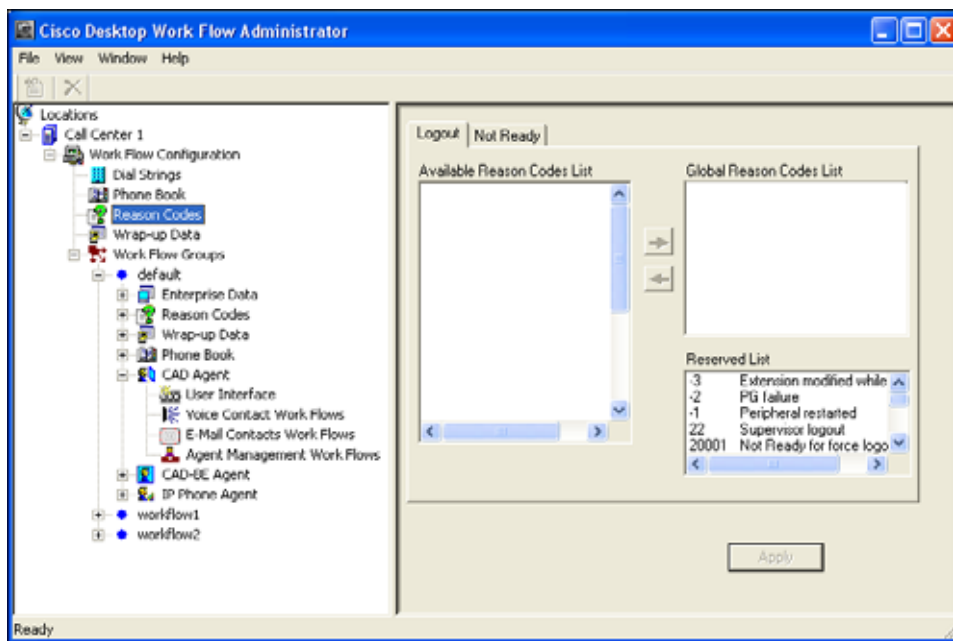 Cisco Desktop Work Flow Administrator
File View Window Help
Locations
Call Center 1
Work Flow Configuration
Dial Strings
Phone Book
Reason Codes
Wrap-up Data
Work Flow Groups
default
Enterprise Data
Reason Codes
Wrap-up Data
Phone Book
CAD Agent
User Interface
Voice Contact Work Flows
E-Mail Contacts Work Flows
Agent Management Work Flows
CAD-BE Agent
IP Phone Agent
workflow1
workflow2
Logout Not Ready
Available Reason Codes List
Global Reason Codes List
Reserved List
-3 Extension modified while
-2 PG failure
-1 Peripheral restarted
22 Supervisor logout
20001 Not Ready for force logo
Apply
Ready